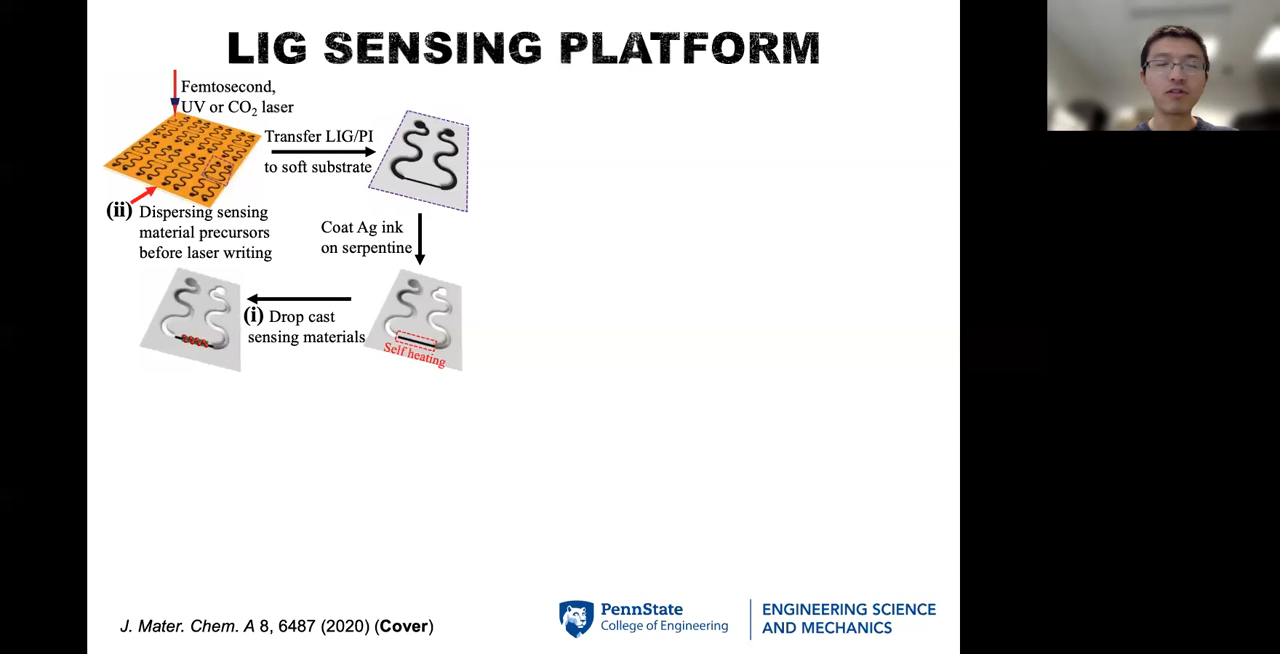 LIG SENSING PLATFORM
Femtosecond,
UV or CO₂ laser
Transfer LIG/PI
to soft substrate
(ii) Dispersing sensing
material precursors
before laser writing
Coat Ag ink
on serpentine
(i) Drop cast
sensing materials
Self heating
J. Mater. Chem. A 8, 6487 (2020) (Cover)
PennState
College of Engineering
ENGINEERING SCIENCE
AND MECHANICS